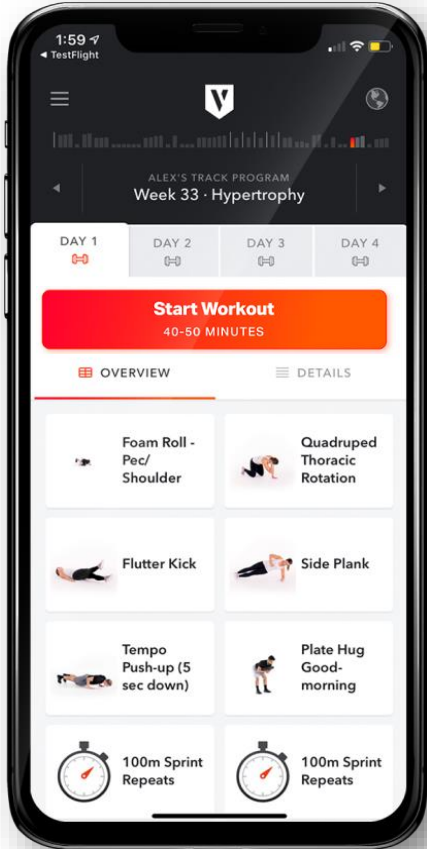 1:59
◀ TestFlight
V
ALEX'S TRACK PROGRAM
Week 33 · Hypertrophy
DAY 1
DAY 2
DAY 3
DAY 4
Start Workout
40-50 MINUTES
OVERVIEW
DETAILS
Foam Roll -
Pec/
Shoulder
Quadruped
Thoracic
Rotation
Flutter Kick
Side Plank
Tempo
Push-up (5
sec down)
Plate Hug
Good-
morning
100m Sprint
Repeats
100m Sprint
Repeats